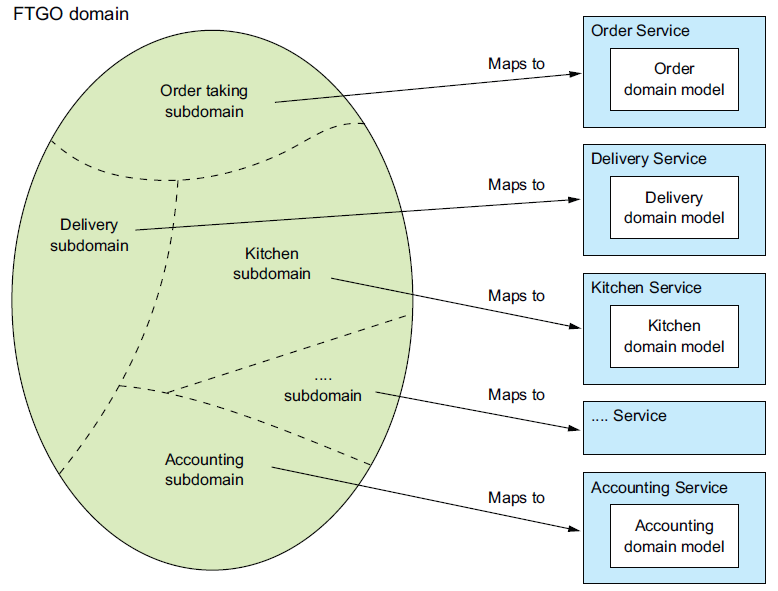 FTGO domain
Order taking
subdomain
Maps to
Order Service
Order
domain model
Delivery
subdomain
Maps to
Delivery Service
Delivery
domain model
Kitchen
subdomain
Maps to
Kitchen Service
Kitchen
domain model
....
subdomain
Maps to
.... Service
Accounting
subdomain
Maps to
Accounting Service
Accounting
domain model